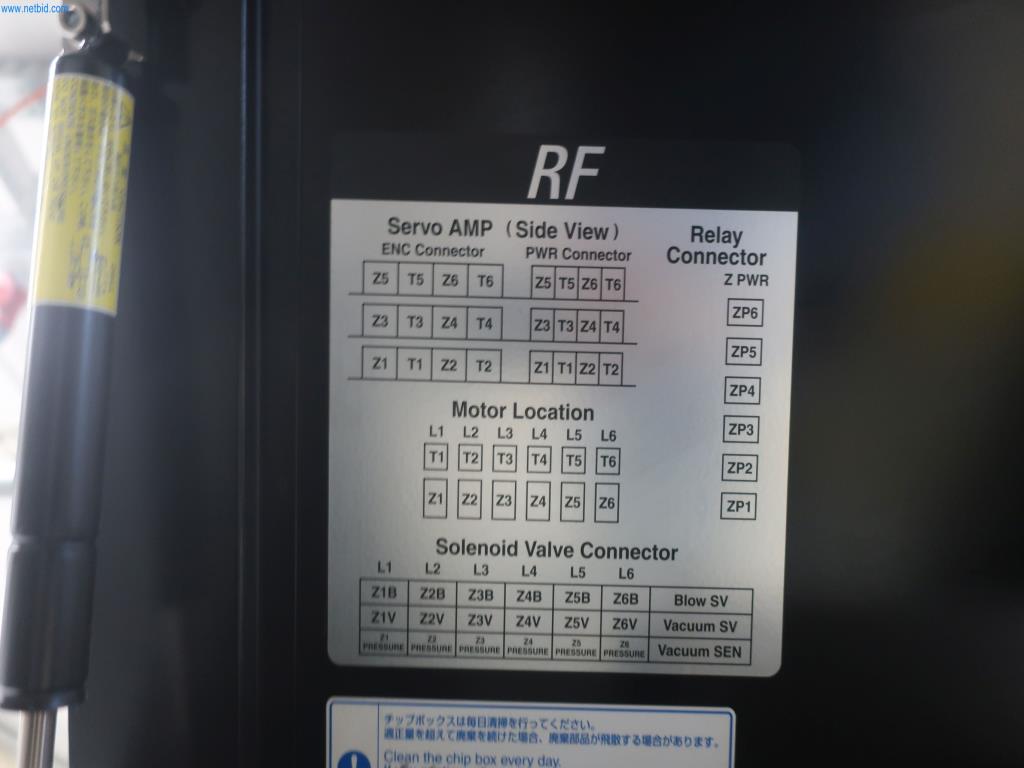 www.netbid.com
RF
Servo AMP (Side View)
ENC Connector
PWR Connector
Z5 T5 Z6 T6
Z5 T5 Z6 T6
Z3 T3 Z4 T4
Z3 T3 Z4 T4
Z1 T1 Z2 T2
Z1 T1 Z2 T2
Relay
Connector
Z PWR
ZP6
ZP5
ZP4
ZP3
ZP2
ZP1
Motor Location
L1 L2 L3 L4 L5 L6
T1 T2 T3 T4 T5 T6
Z1 Z2 Z3 Z4 Z5 Z6
Solenoid Valve Connector
L1 L2 L3 L4 L5 L6
Z1B Z2B Z3B Z4B Z5B Z6B Blow SV
Z1V Z2V Z3V Z4V Z5V Z6V Vacuum SV
Z1 PRESSURE Z2 PRESSURE Z3 PRESSURE Z4 PRESSURE Z5 PRESSURE Z6 PRESSURE Vacuum SEN
チップボックスは毎日清掃を行ってください。
適正量を超えて廃棄を続けた場合、廃棄部品が飛散する場合があります。
Clean the chip box every day.